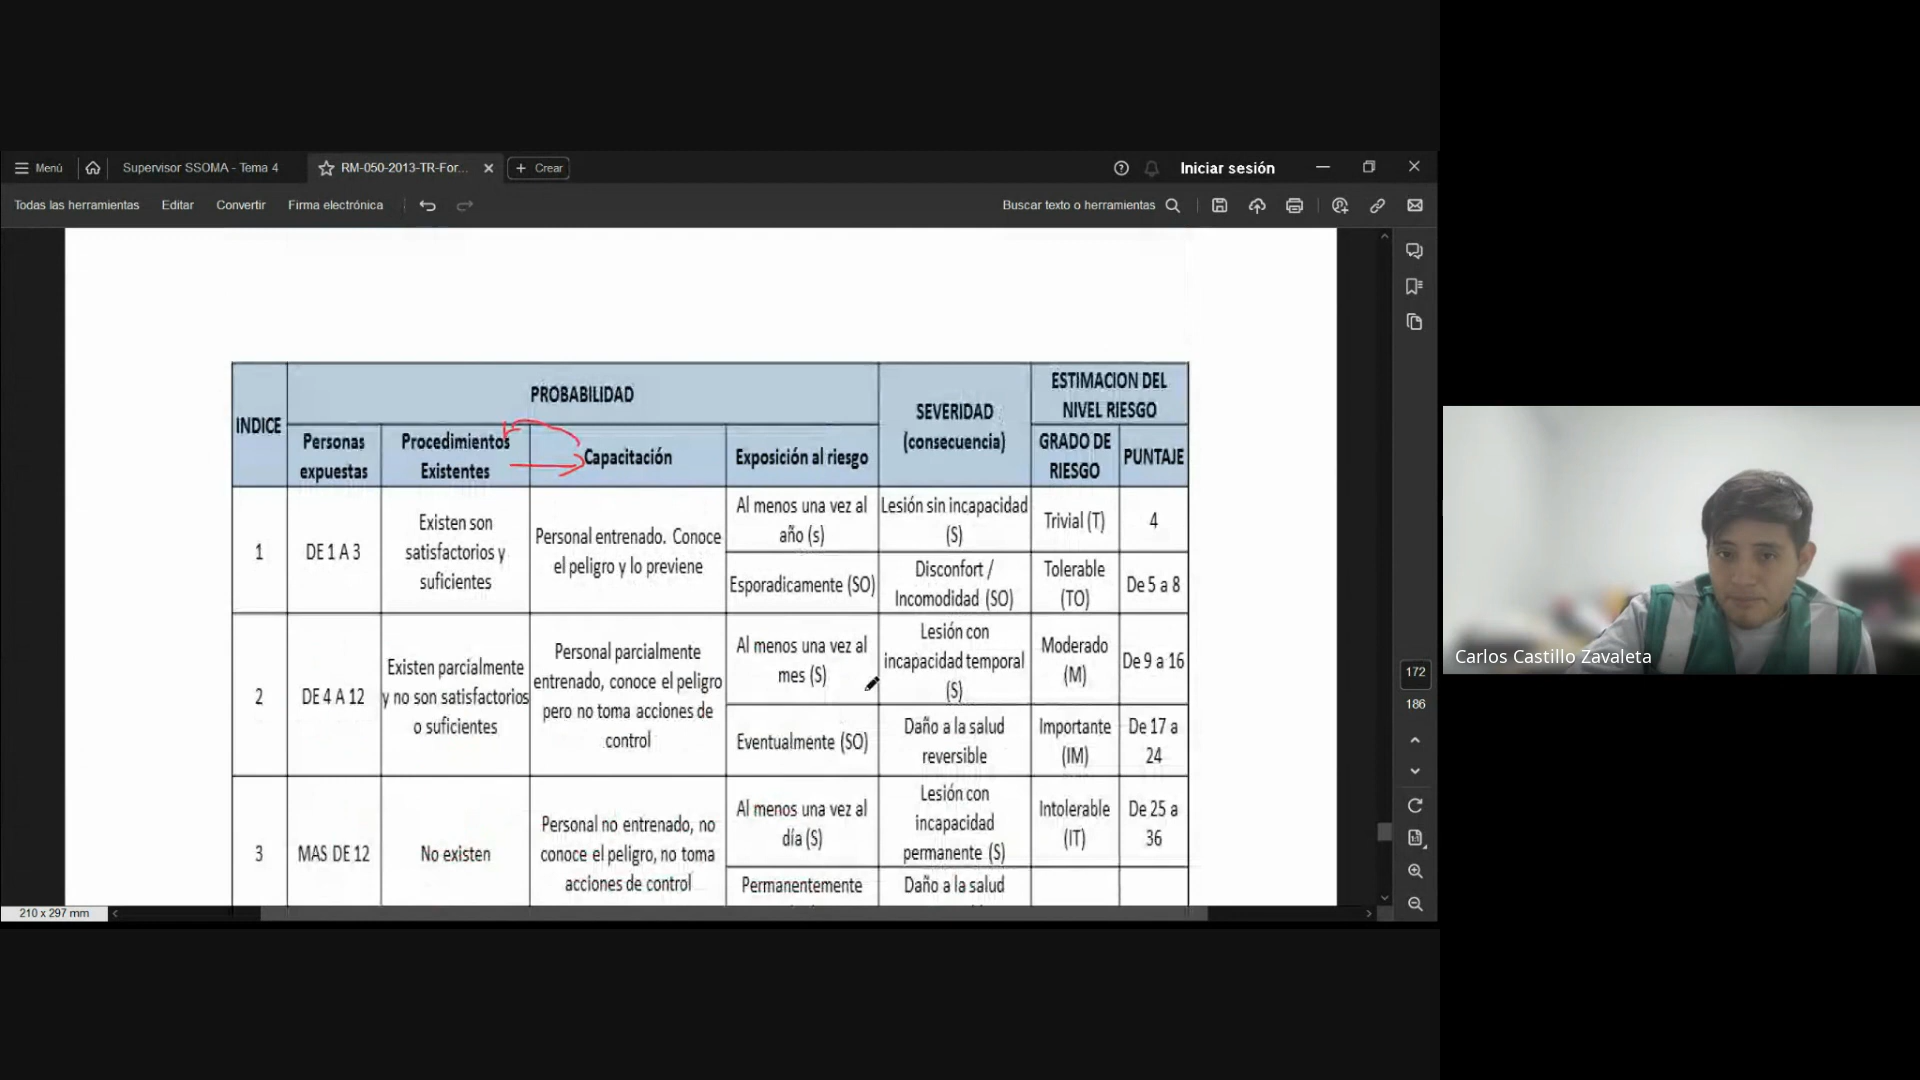 Menú
Supervisor SSOMA - Tema 4
RM-050-2013-TR-For...
Crear
Iniciar sesión
Todas las herramientas
Editar
Convertir
Firma electrónica
Buscar texto o herramientas
INDICE
PROBABILIDAD
SEVERIDAD
(consecuencia)
ESTIMACION DEL
NIVEL RIESGO
Personas
expuestas
Procedimientos
Existentes
Capacitación
Exposición al riesgo
GRADO DE
RIESGO
PUNTAJE
1
DE 1 A 3
Existen son
satisfactorios y
suficientes
Personal entrenado. Conoce
el peligro y lo previene
Al menos una vez al
año (s)
Lesión sin incapacidad
(S)
Trivial (T)
4
Esporadicamente (SO)
Disconfort /
Incomodidad (SO)
Tolerable
(TO)
De 5 a 8
2
DE 4 A 12
Existen parcialmente
y no son satisfactorios
o suficientes
Personal parcialmente
entrenado, conoce el peligro
pero no toma acciones de
control
Al menos una vez al
mes (S)
Lesión con
incapacidad temporal
(S)
Moderado
(M)
De 9 a 16
Eventualmente (SO)
Daño a la salud
reversible
Importante
(IM)
De 17 a
24
3
MAS DE 12
No existen
Personal no entrenado, no
conoce el peligro, no toma
acciones de control
Al menos una vez al
día (S)
Lesión con
incapacidad
permanente (S)
Intolerable
(IT)
De 25 a
36
Permanentemente
Daño a la salud
172
186
210 x 297 mm
Carlos Castillo Zavaleta